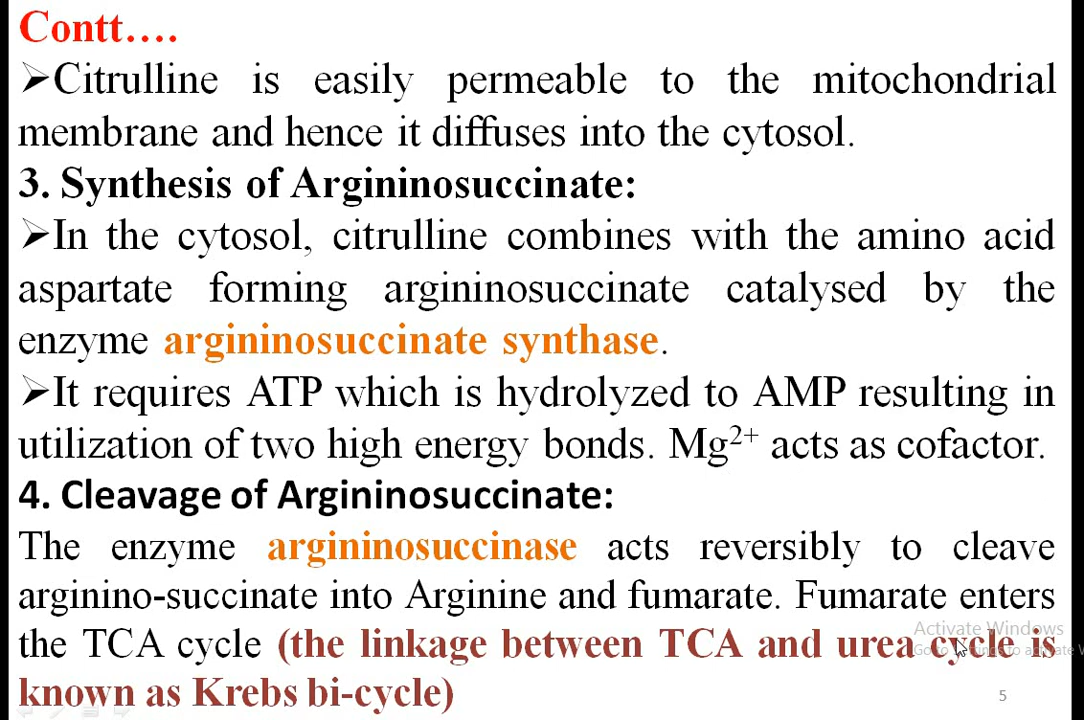 Contt….
➢Citrulline is easily permeable to the mitochondrial
membrane and hence it diffuses into the cytosol.
3. Synthesis of Argininosuccinate:
➢In the cytosol, citrulline combines with the amino acid
aspartate forming argininosuccinate catalysed by the
enzyme argininosuccinate synthase.
➢It requires ATP which is hydrolyzed to AMP resulting in
utilization of two high energy bonds. Mg²⁺ acts as cofactor.
4. Cleavage of Argininosuccinate:
The enzyme argininosuccinase acts reversibly to cleave
arginino-succinate into Arginine and fumarate. Fumarate enters
the TCA cycle (the linkage between TCA and urea cycle is
known as Krebs bi-cycle)
Activate Windows
5